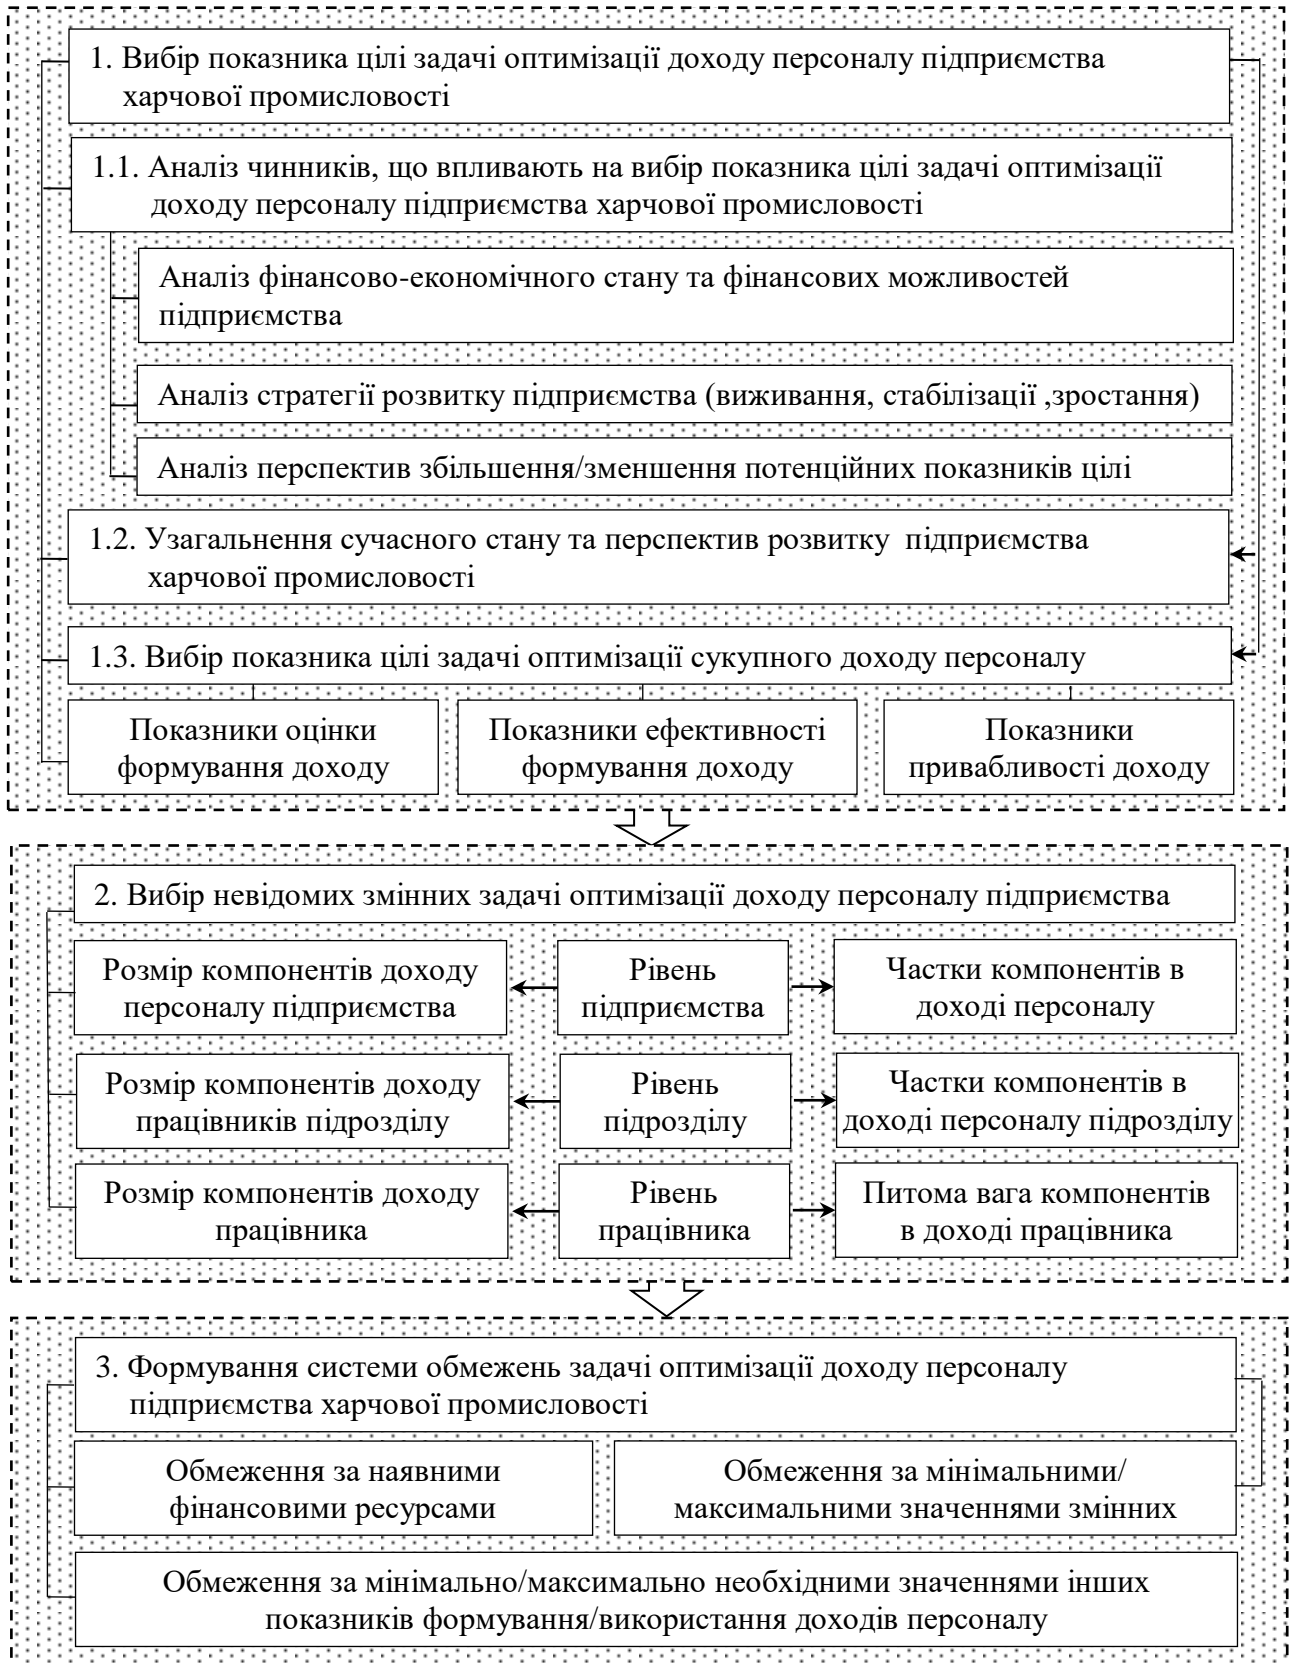 1. Вибір показника цілі задачі оптимізації доходу персоналу підприємства
харчової промисловості
1.1. Аналіз чинників, що впливають на вибір показника цілі задачі оптимізації
доходу персоналу підприємства харчової промисловості
Аналіз фінансово-економічного стану та фінансових можливостей
підприємства
Аналіз стратегії розвитку підприємства (виживання, стабілізації ,зростання)
Аналіз перспектив збільшення/зменшення потенційних показників цілі
1.2. Узагальнення сучасного стану та перспектив розвитку підприємства
харчової промисловості
1.3. Вибір показника цілі задачі оптимізації сукупного доходу персоналу
Показники оцінки
формування доходу
Показники ефективності
формування доходу
Показники
привабливості доходу
2. Вибір невідомих змінних задачі оптимізації доходу персоналу підприємства
Розмір компонентів доходу
персоналу підприємства
Рівень
підприємства
Частки компонентів в
доході персоналу
Розмір компонентів доходу
працівників підрозділу
Рівень
підрозділу
Частки компонентів в
доході персоналу підрозділу
Розмір компонентів доходу
працівника
Рівень
працівника
Питома вага компонентів
в доході працівника
3. Формування системи обмежень задачі оптимізації доходу персоналу
підприємства харчової промисловості
Обмеження за наявними
фінансовими ресурсами
Обмеження за мінімальними/
максимальними значеннями змінних
Обмеження за мінімально/максимально необхідними значеннями інших
показників формування/використання доходів персоналу